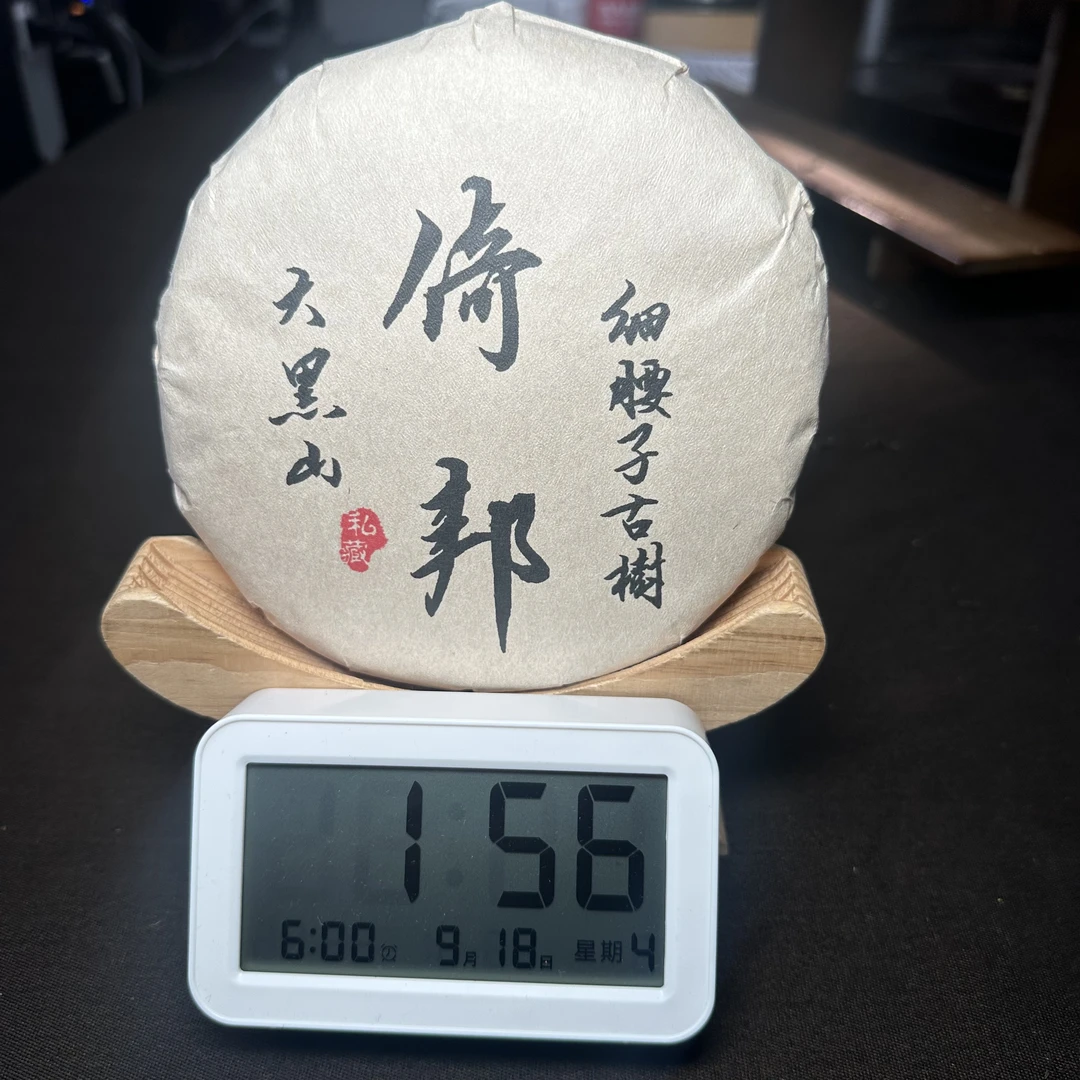 倚邦
細腰子古樹
大黑山
私藏
1 56
6:00 9月18日 星期4